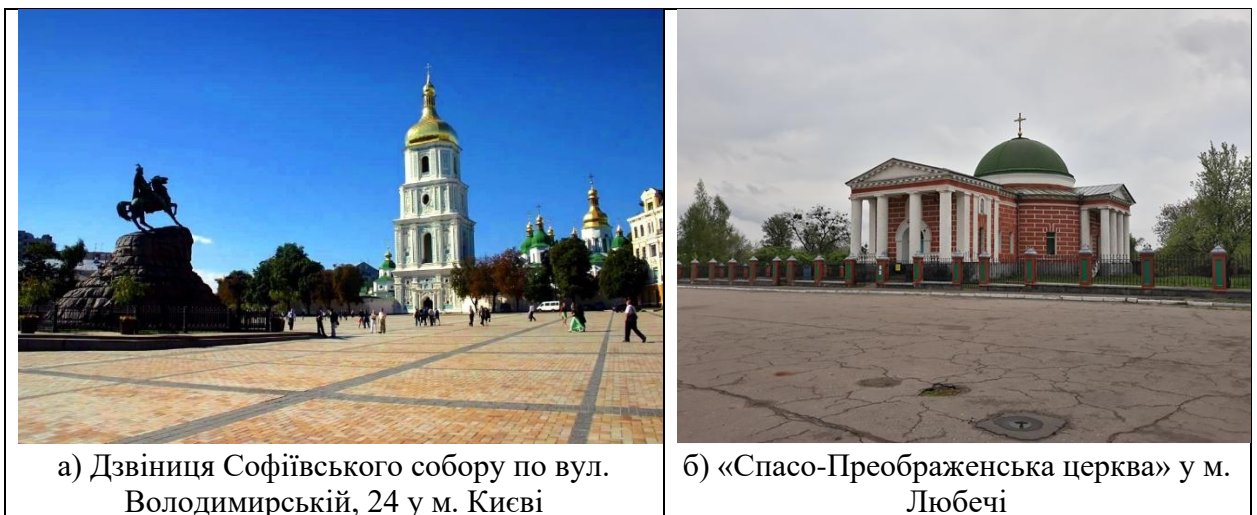 а) Дзвіниця Софіївського собору по вул.
Володимирській, 24 у м. Києві
б) «Спасо-Преображенська церква» у м.
Любечі